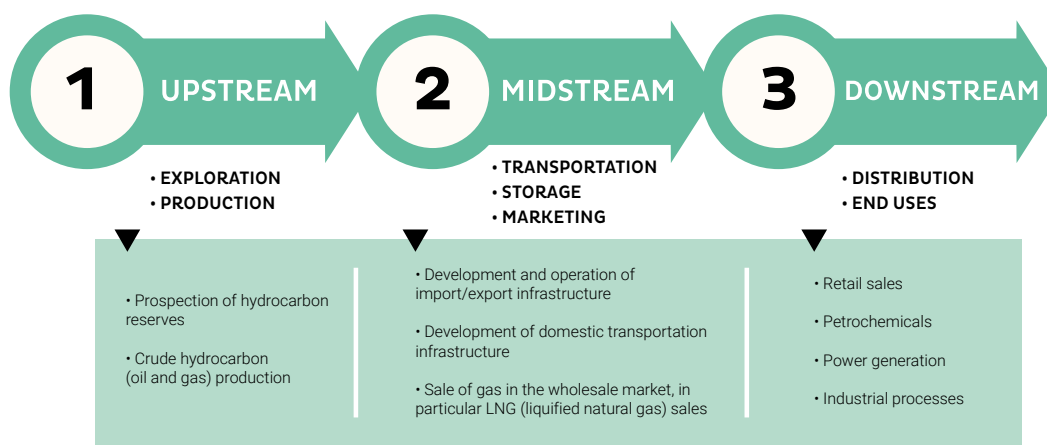 1
UPSTREAM
• EXPLORATION
• PRODUCTION
• Prospection of hydrocarbon
reserves
• Crude hydrocarbon
(oil and gas) production
2
MIDSTREAM
• TRANSPORTATION
• STORAGE
• MARKETING
• Development and operation of
import/export infrastructure
• Development of domestic transportation
infrastructure
• Sale of gas in the wholesale market, in
particular LNG (liquified natural gas) sales
3
DOWNSTREAM
• DISTRIBUTION
• END USES
• Retail sales
• Petrochemicals
• Power generation
• Industrial processes